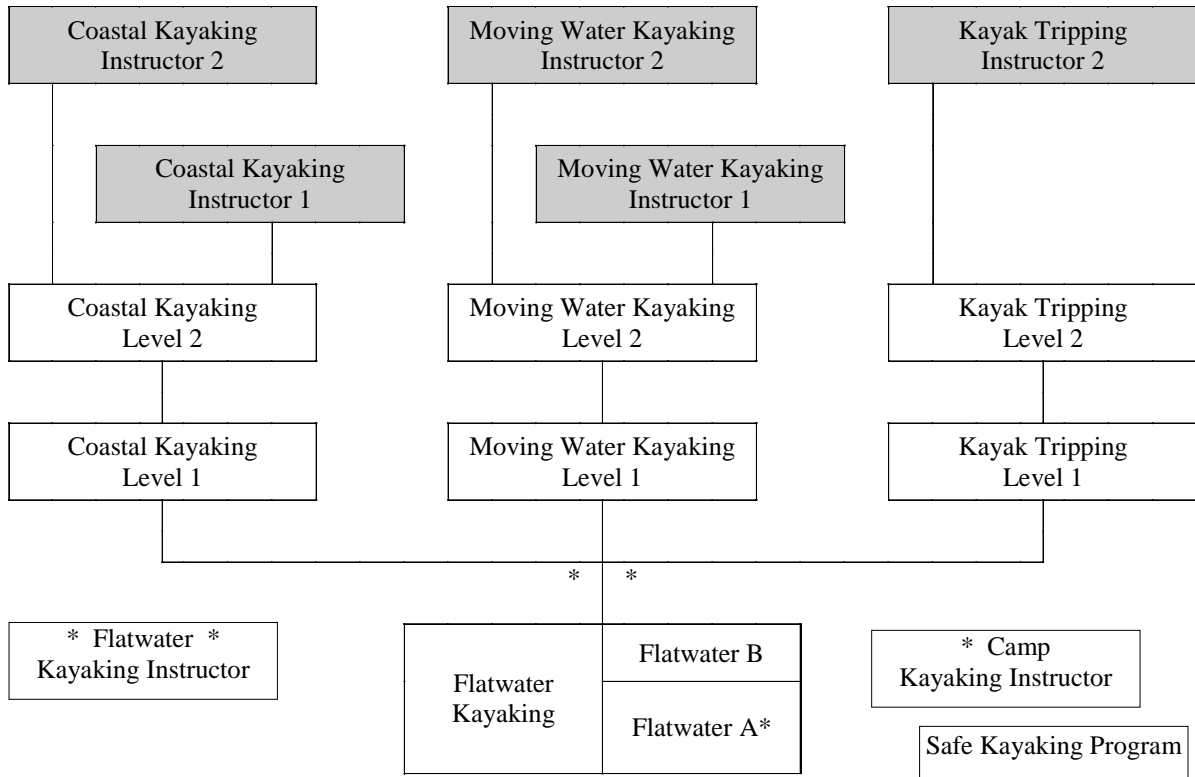 Coastal Kayaking
Instructor 2
Moving Water Kayaking
Instructor 2
Kayak Tripping
Instructor 2
Coastal Kayaking
Instructor 1
Moving Water Kayaking
Instructor 1
Coastal Kayaking
Level 2
Moving Water Kayaking
Level 2
Kayak Tripping
Level 2
Coastal Kayaking
Level 1
Moving Water Kayaking
Level 1
Kayak Tripping
Level 1
* *
* Flatwater *
Kayaking Instructor
Flatwater
Kayaking
Flatwater B
Flatwater A*
* Camp
Kayaking Instructor
Safe Kayaking Program